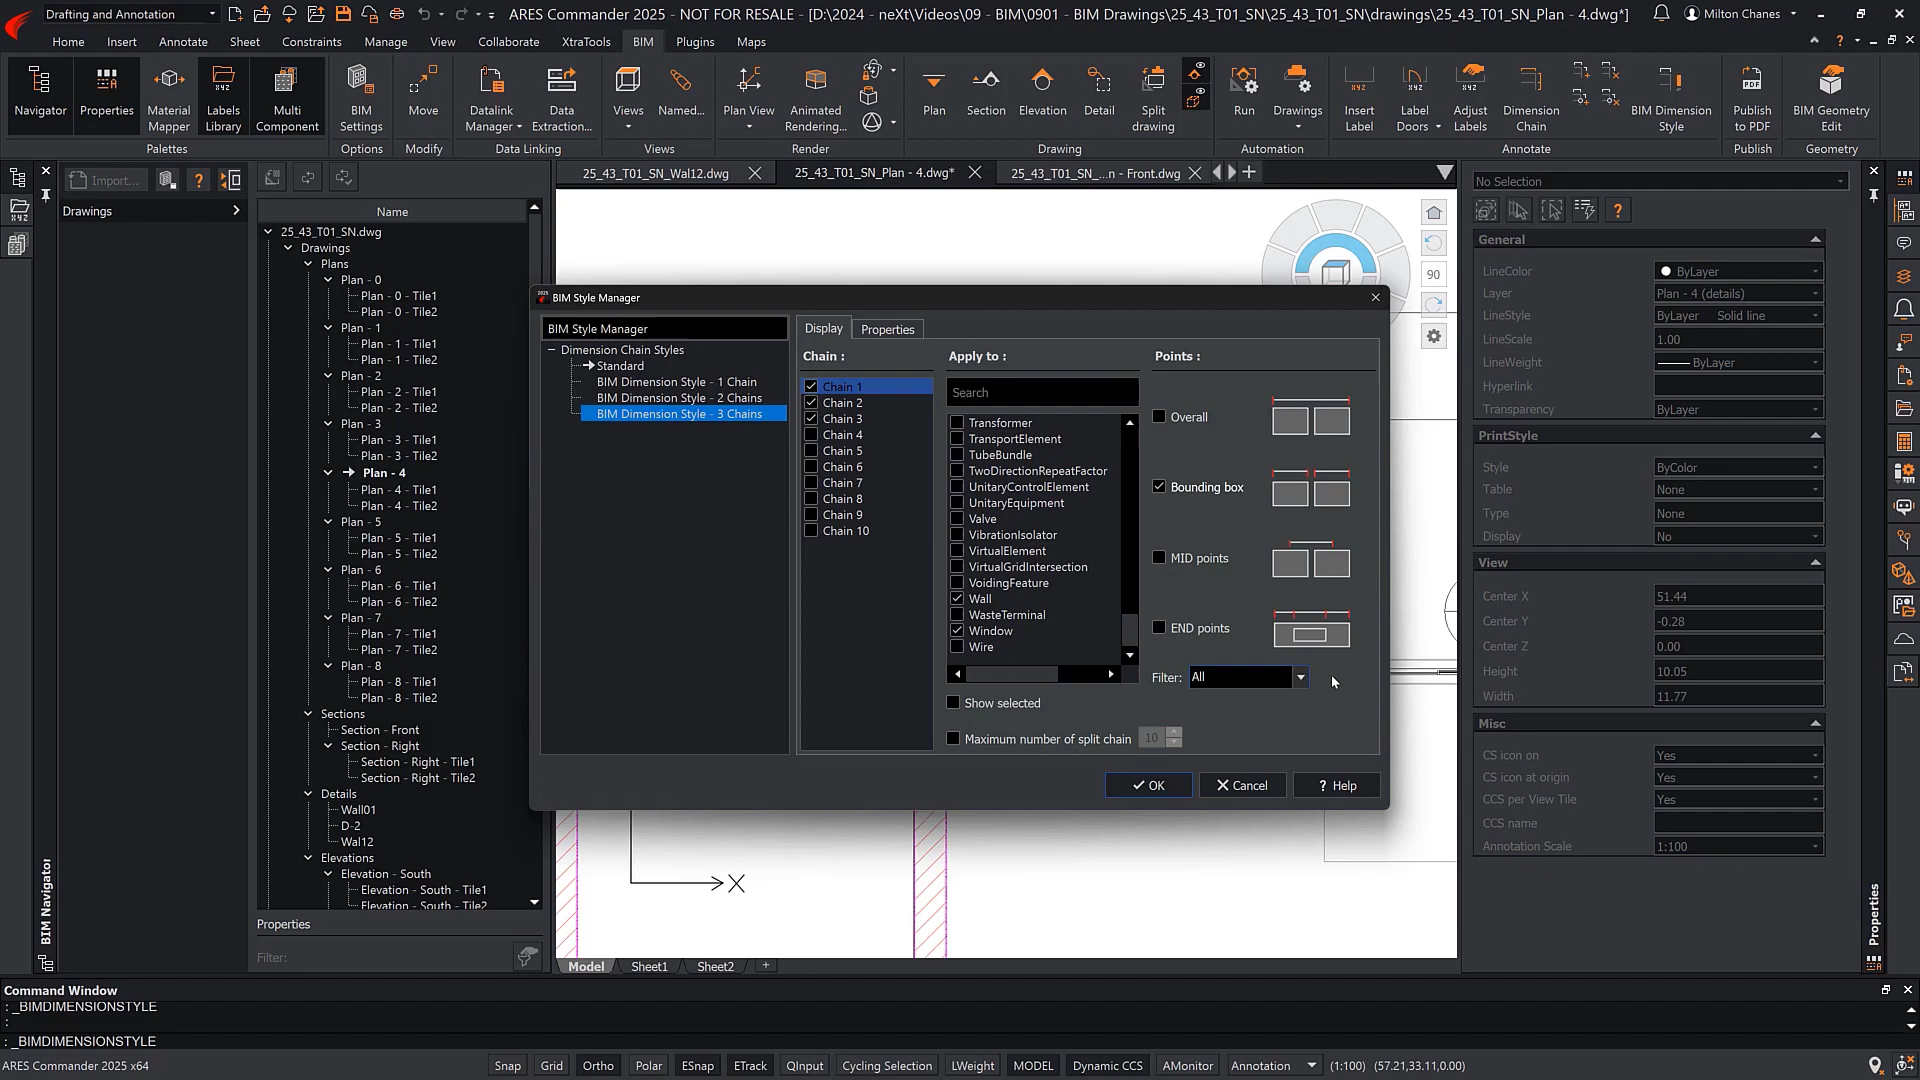 Drafting and Annotation
ARES Commander 2025 - NOT FOR RESALE - [D:\2024 - neXt\Videos\09 - BIM\0901 - BIM Drawings\25_43_T01_SN\25_43_T01_SN\drawings\25_43_T01_SN_Plan - 4.dwg*]
Milton Chanes
Home Insert Annotate Sheet Constraints Manage View Collaborate XtraTools BIM Plugins Maps
Navigator
Properties
Material Mapper
Labels Library
Multi Component
BIM Settings
Move
Datalink Manager
Data Extraction...
Views
Named...
Plan View
Animated Rendering...
Plan
Section
Elevation
Detail
Split drawing
Run
Drawings
Insert Label
Label Doors
Adjust Labels
Dimension Chain
BIM Dimension Style
Publish to PDF
BIM Geometry Edit
Palettes Options Modify Data Linking Views Render Drawing Automation Annotate Publish Geometry
Import...
Drawings
Name
25_43_T01_SN.dwg
Drawings
Plans
Plan - 0
Plan - 0 - Tile1
Plan - 0 - Tile2
Plan - 1
Plan - 1 - Tile1
Plan - 1 - Tile2
Plan - 2
Plan - 2 - Tile1
Plan - 2 - Tile2
Plan - 3
Plan - 3 - Tile1
Plan - 3 - Tile2
Plan - 4
Plan - 4 - Tile1
Plan - 4 - Tile2
Plan - 5
Plan - 5 - Tile1
Plan - 5 - Tile2
Plan - 6
Plan - 6 - Tile1
Plan - 6 - Tile2
Plan - 7
Plan - 7 - Tile1
Plan - 7 - Tile2
Plan - 8
Plan - 8 - Tile1
Plan - 8 - Tile2
Sections
Section - Front
Section - Right
Section - Right - Tile1
Section - Right - Tile2
Details
Wall01
D-2
Wall12
Elevations
Elevation - South
Elevation - South - Tile1
Elevation - South - Tile2
Properties
Filter:
BIM Navigator
25_43_T01_SN_Wal12.dwg
25_43_T01_SN_Plan - 4.dwg*
25_43_T01_SN_...n - Front.dwg
90
BIM Style Manager
BIM Style Manager
Dimension Chain Styles
Standard
BIM Dimension Style - 1 Chain
BIM Dimension Style - 2 Chains
BIM Dimension Style - 3 Chains
Display Properties
Chain :
Chain 1
Chain 2
Chain 3
Chain 4
Chain 5
Chain 6
Chain 7
Chain 8
Chain 9
Chain 10
Apply to :
Search
Transformer
TransportElement
TubeBundle
TwoDirectionRepeatFactor
UnitaryControlElement
UnitaryEquipment
Valve
VibrationIsolator
VirtualElement
VirtualGridIntersection
VoidingFeature
Wall
WasteTerminal
Window
Wire
Show selected
Maximum number of split chain 10
Points :
Overall
Bounding box
MID points
END points
Filter: All
OK
Cancel
? Help
X
Model Sheet1 Sheet2 +
No Selection
General
LineColor ByLayer
Layer Plan - 4 (details)
LineStyle ByLayer Solid line
LineScale 1.00
LineWeight ByLayer
Hyperlink
Transparency ByLayer
PrintStyle
Style ByColor
Table None
Type None
Display No
View
Center X 51.44
Center Y -0.28
Center Z 0.00
Height 10.05
Width 11.77
Misc
CS icon on Yes
CS icon at origin Yes
CCS per View Tile Yes
CCS name
Annotation Scale 1:100
Properties
Command Window
: _BIMDIMENSIONSTYLE
:
: _BIMDIMENSIONSTYLE
ARES Commander 2025 x64
Snap Grid Ortho Polar ESnap ETrack QInput Cycling Selection LWeight MODEL Dynamic CCS AMonitor Annotation (1:100) (57.21,33.11,0.00)